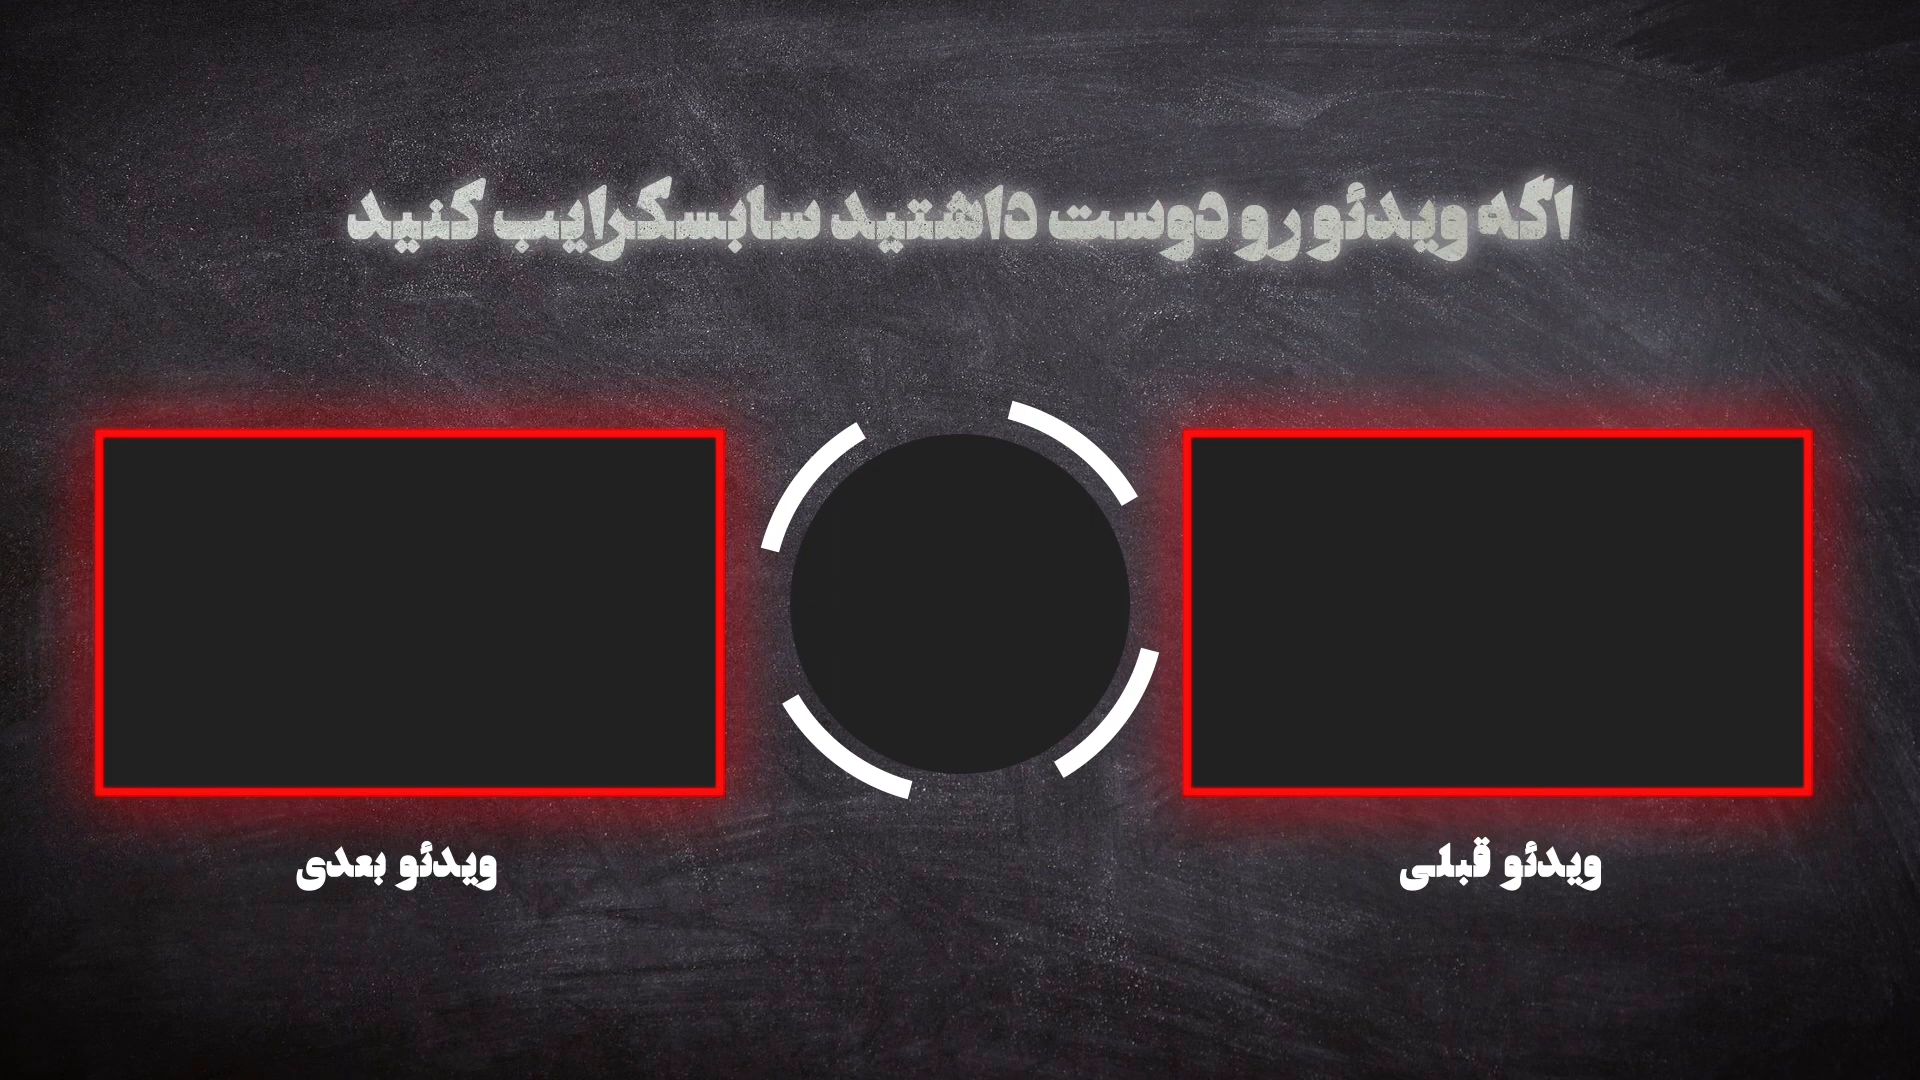 اگه ویدئو رو دوست داشتید سابسکرایب کنید
ویدئو قبلی
ویدئو بعدی